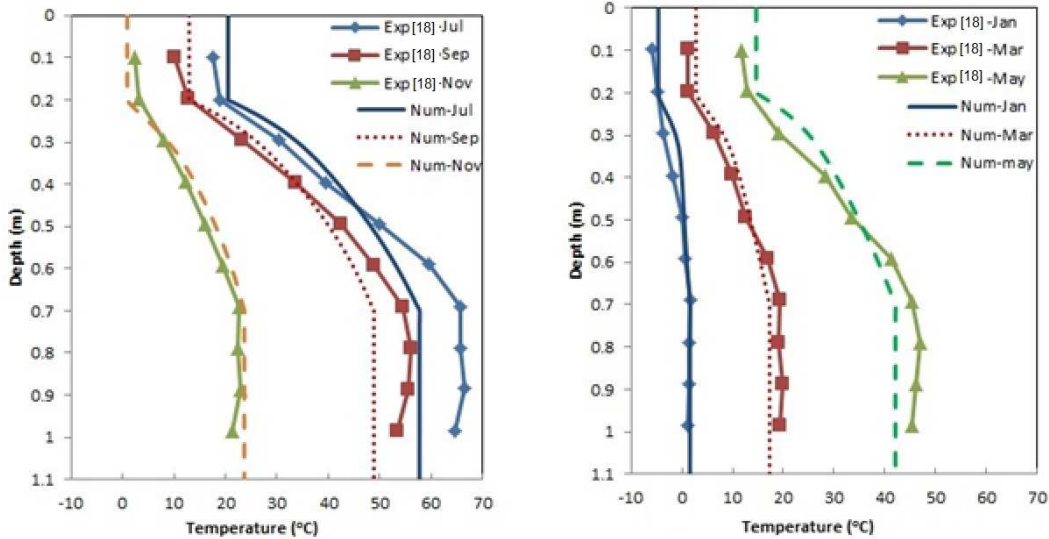 0
0.1
0.2
0.3
0.4
0.5
0.6
0.7
0.8
0.9
1
1.1
Depth (m)
-10 0 10 20 30 40 50 60 70
Temperature (°C)
Exp [18] -Jul
Exp [18] -Sep
Exp [18] -Nov
Num-Jul
Num-Sep
Num-Nov
0
0.1
0.2
0.3
0.4
0.5
0.6
0.7
0.8
0.9
1
1.1
Depth (m)
-10 0 10 20 30 40 50 60 70
Temperature (°C)
Exp [18] -Jan
Exp [18] -Mar
Exp [18] -May
Num-Jan
Num-Mar
Num-may